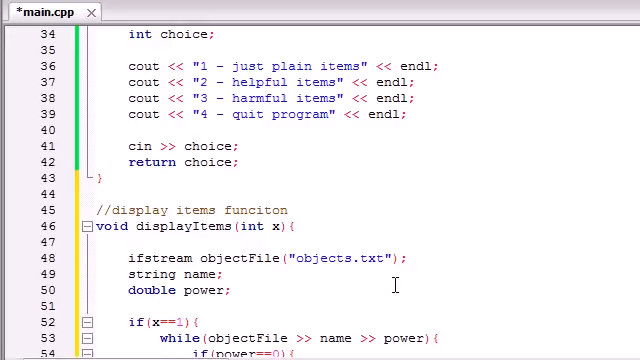 *main.cpp
34 int choice;
35
36 cout << "1 - just plain items" << endl;
37 cout << "2 - helpful items" << endl;
38 cout << "3 - harmful items" << endl;
39 cout << "4 - quit program" << endl;
40
41 cin >> choice;
42 return choice;
43 }
44
45 //display items funciton
46 void displayItems(int x){
47
48 ifstream objectFile("objects.txt");
49 string name;
50 double power;
51
52 if(x==1){
53 while(objectFile >> name >> power){
54 if(power==0){